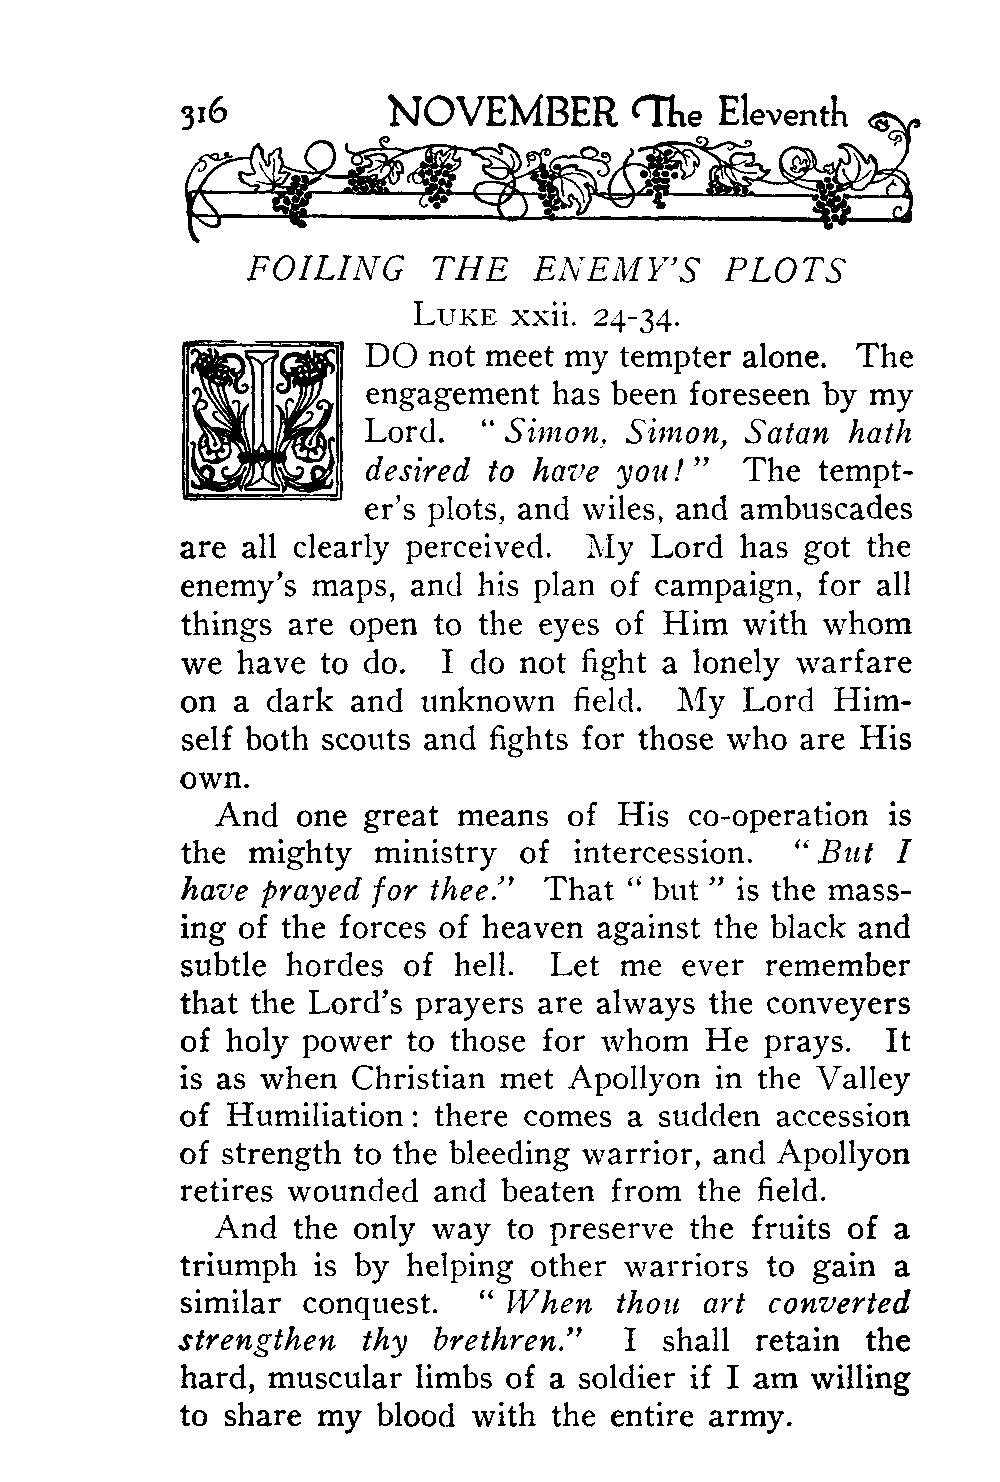 316 NOVEMBER The Eleventh
FOILING THE ENEMY'S PLOTS
LUKE xxii. 24-34.
I DO not meet my tempter alone. The
engagement has been foreseen by my
Lord. "Simon, Simon, Satan hath
desired to have you!" The tempt-
er's plots, and wiles, and ambuscades
are all clearly perceived. My Lord has got the
enemy's maps, and his plan of campaign, for all
things are open to the eyes of Him with whom
we have to do. I do not fight a lonely warfare
on a dark and unknown field. My Lord Him-
self both scouts and fights for those who are His
own.
And one great means of His co-operation is
the mighty ministry of intercession. "But I
have prayed for thee." That "but" is the mass-
ing of the forces of heaven against the black and
subtle hordes of hell. Let me ever remember
that the Lord's prayers are always the conveyers
of holy power to those for whom He prays. It
is as when Christian met Apollyon in the Valley
of Humiliation: there comes a sudden accession
of strength to the bleeding warrior, and Apollyon
retires wounded and beaten from the field.
And the only way to preserve the fruits of a
triumph is by helping other warriors to gain a
similar conquest. "When thou art converted
strengthen thy brethren." I shall retain the
hard, muscular limbs of a soldier if I am willing
to share my blood with the entire army.